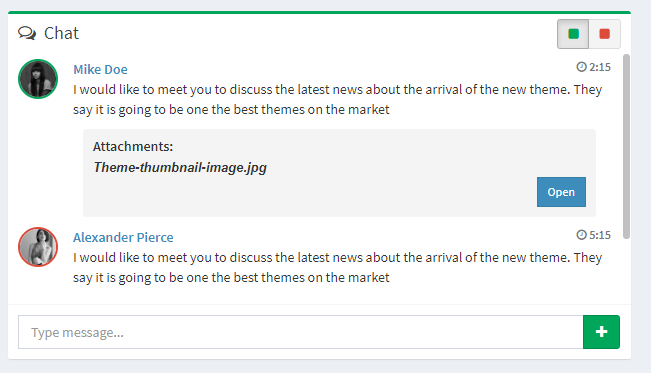 Chat
Mike Doe
2:15
I would like to meet you to discuss the latest news about the arrival of the new theme. They
say it is going to be one the best themes on the market
Attachments:
Theme-thumbnail-image.jpg
Open
Alexander Pierce
5:15
I would like to meet you to discuss the latest news about the arrival of the new theme. They
say it is going to be one the best themes on the market
Type message...